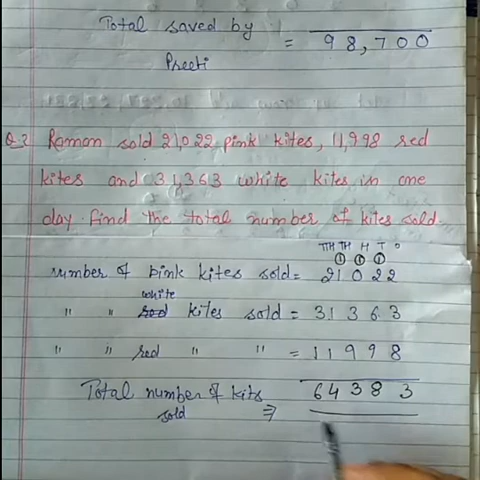 Total saved by
= 98,700
Preeti
Q2 Raman sold 21,022 pink kites, 11,998 red
kites and 31,363 white kites in one
day find the total number of kites sold.
TTH TH H T O
1 1 1
number of pink kites sold = 21022
white
" " red kites sold = 31363
" " red " " = 11998
Total number of kits 64383
sold ⇒